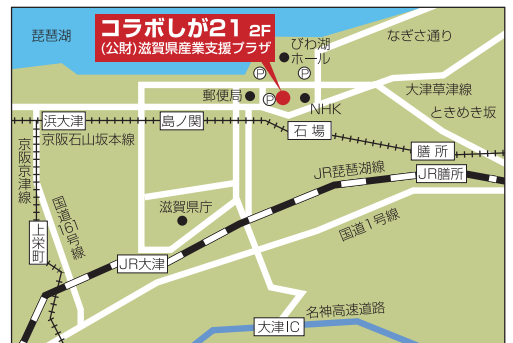 琵琶湖
コラボしが21 2F
(公財)滋賀県産業支援プラザ
なぎさ通り
びわ湖
ホール
P
P
大津草津線
郵便局
P
NHK
ときめき坂
浜大津
島ノ関
石場
京阪石山坂本線
膳所
京阪京津線
JR琵琶湖線
JR膳所
国道161号線
滋賀県庁
国道1号線
上栄町
JR大津
名神高速道路
大津IC